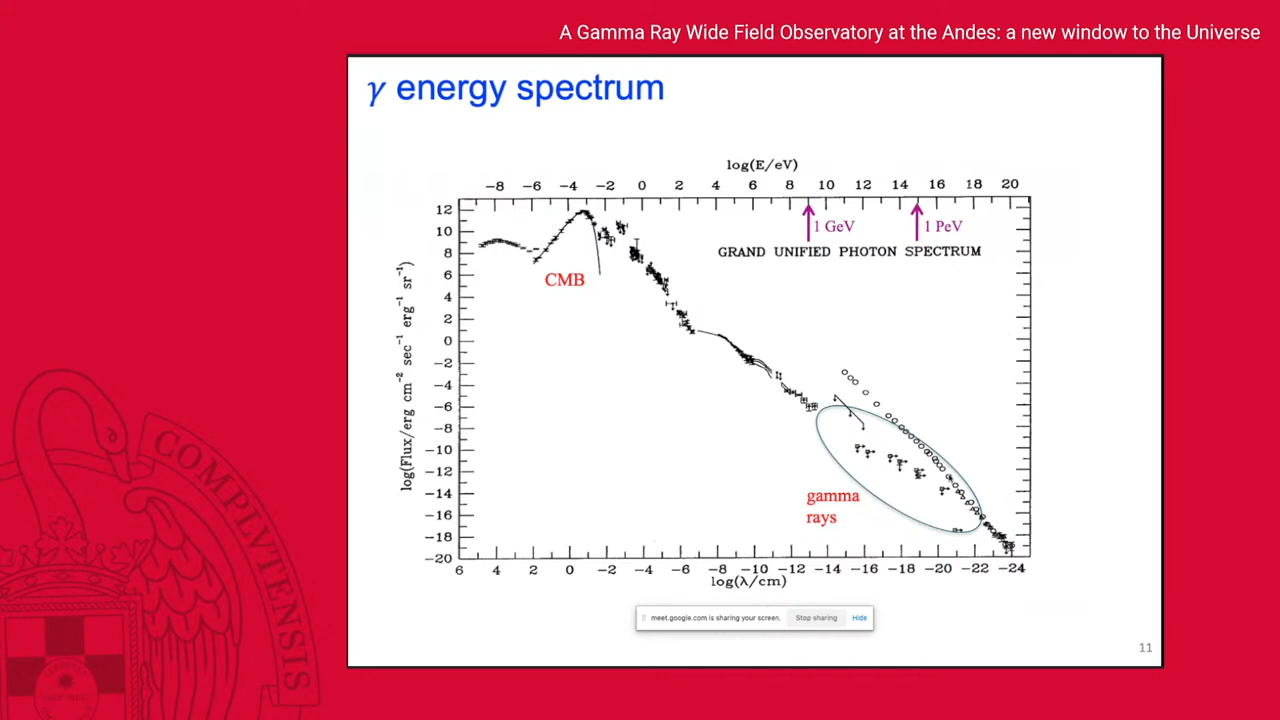 A Gamma Ray Wide Field Observatory at the Andes: a new window to the Universe
γ energy spectrum
log(E/eV)
−8 −6 −4 −2 0 2 4 6 8 10 12 14 16 18 20
12
8
6
4
2
0
−2
−4
−6
−8
−10
−12
−14
−16
−18
−20
log(Flux/erg cm⁻² sec⁻¹ erg⁻¹ sr⁻¹)
1 GeV
1 PeV
GRAND UNIFIED PHOTON SPECTRUM
CMB
gamma
rays
6 4 2 0 −2 −4 −6 −8 −10 −12 −14 −16 −18 −20 −22 −24
log(λ/cm)
meet.google.com is sharing your screen.
Stop sharing
Hide
11
COMPLVTENSIS